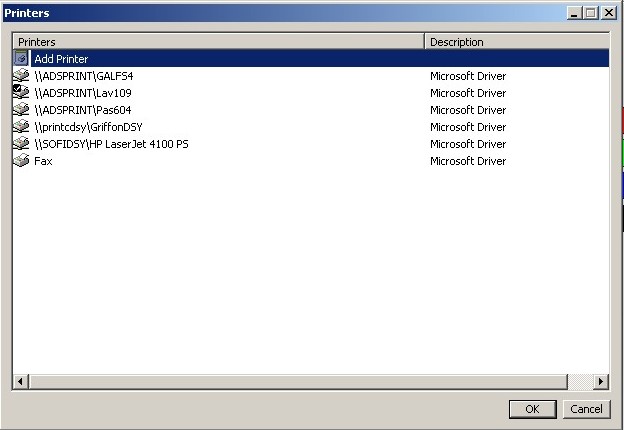 Printers
Printers Description
Add Printer
\\ADSPRINT\GALFS4 Microsoft Driver
\\ADSPRINT\Lav109 Microsoft Driver
\\ADSPRINT\Pas604 Microsoft Driver
\\printcdsy\GriffonDSY Microsoft Driver
\\SOFIDSY\HP LaserJet 4100 PS Microsoft Driver
Fax Microsoft Driver
OK Cancel